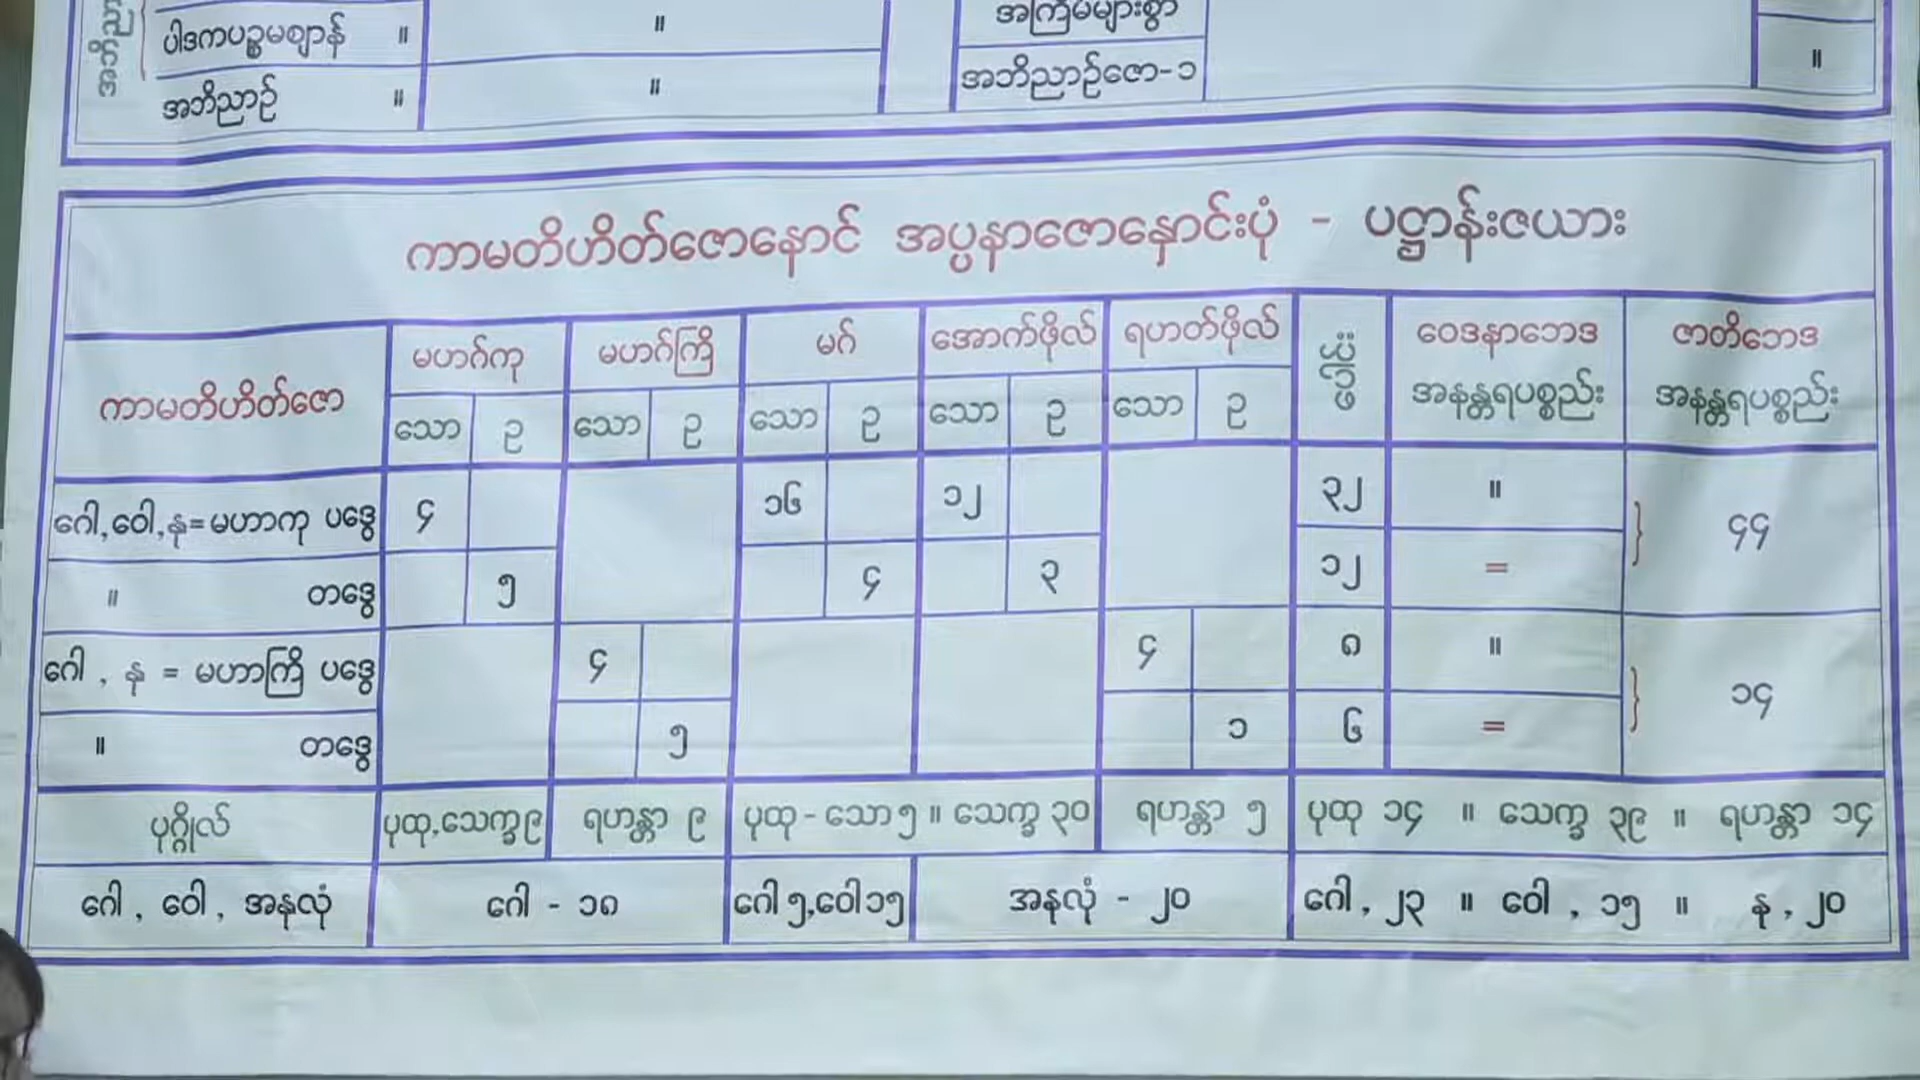 ပါဒကပဉ္စမဈာန် ॥ ॥ အကြိမ်များစွာ
အဘိညာဉ် ॥ ॥ အဘိညာဉ်ဇော-၁ ॥
ကာမတိဟိတ်ဇောနောင် အပ္ပနာဇောနှောင်းပုံ - ပဋ္ဌာန်းဇယား
ကာမတိဟိတ်ဇော မဟဂ်ကု မဟဂ်ကြိ မဂ် အောက်ဖိုလ် ရဟတ်ဖိုလ် ဖွင့်ပုံ ဝေဒနာဘေဒ ဇာတိဘေဒ
အနန္တရပစ္စည်း အနန္တရပစ္စည်း
သော ဥ သော ဥ သော ဥ သော ဥ သော ဥ
ဂေါ,ဝေါ,နု=မဟာကု ပဒွေ ၄ ၁၆ ၁၂ ၃၂ ॥ } ၄၄
॥ တဒွေ ၅ ၄ ၃ ၁၂ =
ဂေါ , နု = မဟာကြိ ပဒွေ ၄ ၄ ၈ ॥ } ၁၄
॥ တဒွေ ၅ ၁ ၆ =
ပုဂ္ဂိုလ် ပုထု,သေက္ခ၉ ရဟန္တာ ၉ ပုထု - သော၅ ॥ သေက္ခ ၃၀ ရဟန္တာ ၅ ပုထု ၁၄ ॥ သေက္ခ ၃၉ ॥ ရဟန္တာ ၁၄
ဂေါ , ဝေါ , အနုလုံ ဂေါ - ၁၈ ဂေါ၅,ဝေါ၁၅ အနုလုံ - ၂၀ ဂေါ , ၂၃ ॥ ဝေါ , ၁၅ ॥ နု , ၂၀